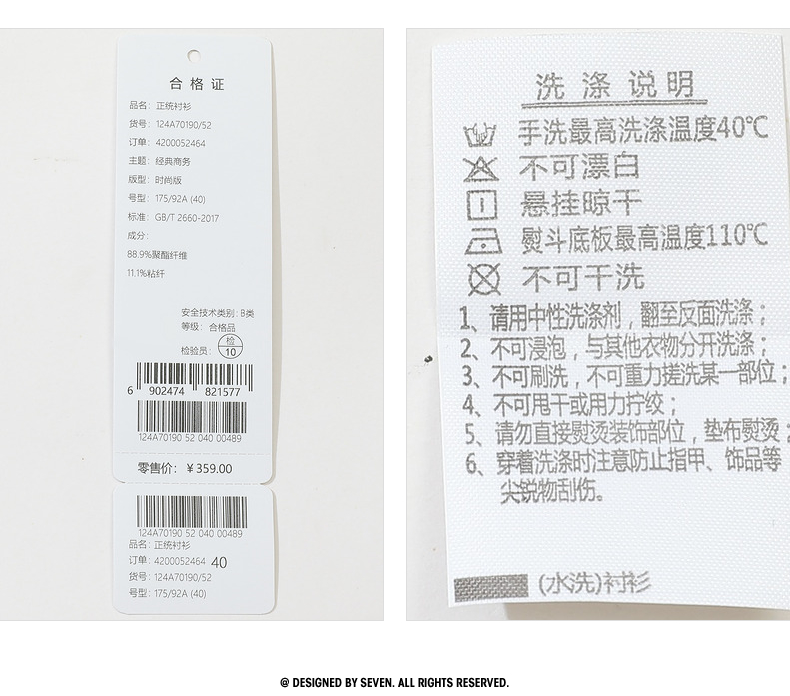 合格证
品名: 正统衬衫
货号: 124A70190/52
订单: 4200052464
主题: 经典商务
版型: 时尚版
号型: 175/92A (40)
标准: GB/T 2660-2017
成分:
88.9%聚酯纤维
11.1%粘纤
安全技术类别: B类
等级: 合格品
检验员: 检 10
6 902474 821577
124A70190 52 040 00489
零售价: ￥359.00
124A70190 52 040 00489
品名: 正统衬衫
订单: 4200052464 40
货号: 124A70190/52
号型: 175/92A (40)
洗涤说明
手洗最高洗涤温度40℃
不可漂白
悬挂晾干
熨斗底板最高温度110℃
不可干洗
1、请用中性洗涤剂，翻至反面洗涤；
2、不可浸泡，与其他衣物分开洗涤；
3、不可刷洗，不可重力搓洗某一部位；
4、不可甩干或用力拧绞；
5、请勿直接熨烫装饰部位，垫布熨烫；
6、穿着洗涤时注意防止指甲、饰品等
尖锐物刮伤。
(水洗)衬衫
@ DESIGNED BY SEVEN. ALL RIGHTS RESERVED.